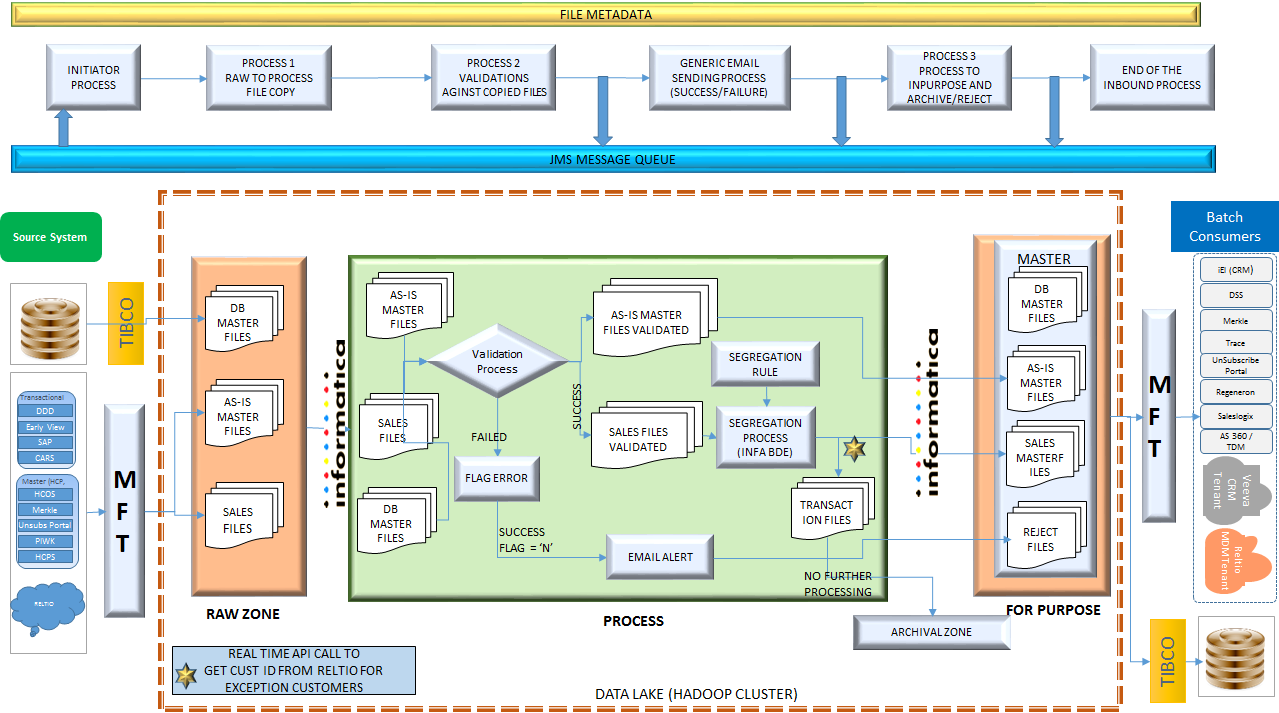 FILE METADATA
INITIATOR
PROCESS
PROCESS 1
RAW TO PROCESS
FILE COPY
PROCESS 2
VALIDATIONS
AGAINST COPIED FILES
GENERIC EMAIL
SENDING PROCESS
(SUCCESS/FAILURE)
PROCESS 3
PROCESS TO
INPURPOSE AND
ARCHIVE/REJECT
END OF THE
INBOUND PROCESS
JMS MESSAGE QUEUE
Source System
TIBCO
Transactional
DDD
Early View
SAP
CARS
Master (HCP,
HCOS
Merkle
Unsubs Portal
PIWK
HCPS
RELTIO
M
F
T
DB
MASTER
FILES
AS-IS
MASTER
FILES
SALES
FILES
RAW ZONE
informatica
AS-IS
MASTER
FILES
SALES
FILES
DB
MASTER
FILES
Validation
Process
FAILED
SUCCESS
FLAG ERROR
SUCCESS
FLAG = 'N'
AS-IS MASTER
FILES VALIDATED
SALES FILES
VALIDATED
SEGREGATION
RULE
SEGREGATION
PROCESS
(INFA BDE)
TRANSACT
ION FILES
EMAIL ALERT
NO FURTHER
PROCESSING
PROCESS
ARCHIVAL ZONE
informatica
MASTER
DB
MASTER
FILES
AS-IS
MASTER
FILES
SALES
MASTERF
FILES
REJECT
FILES
FOR PURPOSE
M
F
T
Batch
Consumers
iEI (CRM)
DSS
Merkle
Trace
UnSubscribe
Portal
Regeneron
Saleslogix
AS 360 /
TDM
Veeva
CRM
Tenant
Reltio
MDMTenant
TIBCO
REAL TIME API CALL TO
GET CUST ID FROM RELTIO FOR
EXCEPTION CUSTOMERS
DATA LAKE (HADOOP CLUSTER)